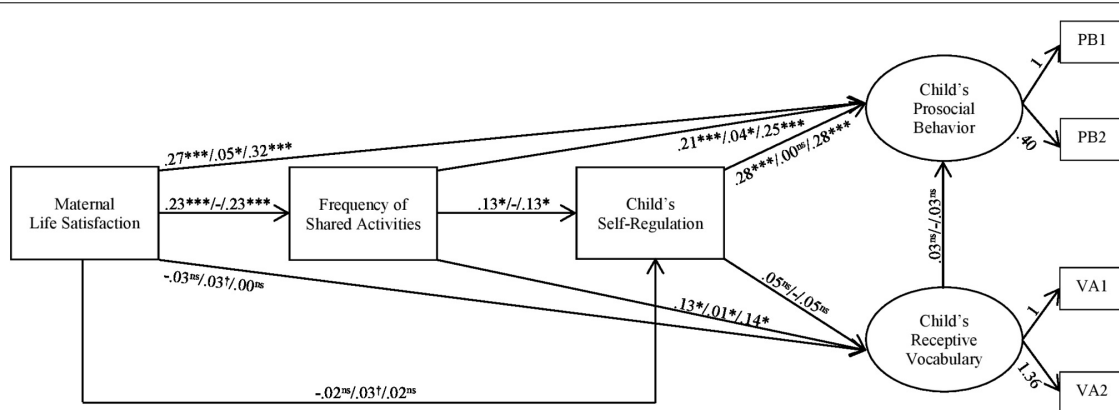 PB1
1
Child's
Prosocial
Behavior
.40
PB2
.27***/.05*/.32***
.21***/.04*/.25***
.28***/.00ⁿˢ/.28***
Maternal
Life Satisfaction
.23***/-/.23***
Frequency of
Shared Activities
.13*/-/.13*
Child's
Self-Regulation
.03ⁿˢ/-/.03ⁿˢ
-.03ⁿˢ/.03†/.00ⁿˢ
.05ⁿˢ/-/.05ⁿˢ
.13*/.01*/.14*
VA1
1
Child's
Receptive
Vocabulary
1.36
VA2
-.02ⁿˢ/.03†/.02ⁿˢ